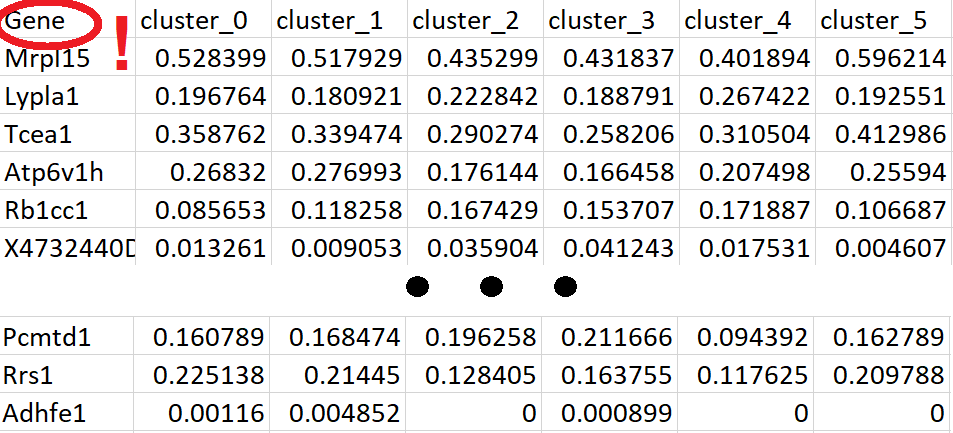 Gene cluster_0 cluster_1 cluster_2 cluster_3 cluster_4 cluster_5
!
Mrpl15 0.528399 0.517929 0.435299 0.431837 0.401894 0.596214
Lypla1 0.196764 0.180921 0.222842 0.188791 0.267422 0.192551
Tcea1 0.358762 0.339474 0.290274 0.258206 0.310504 0.412986
Atp6v1h 0.26832 0.276993 0.176144 0.166458 0.207498 0.25594
Rb1cc1 0.085653 0.118258 0.167429 0.153707 0.171887 0.106687
X4732440D 0.013261 0.009053 0.035904 0.041243 0.017531 0.004607
Pcmtd1 0.160789 0.168474 0.196258 0.211666 0.094392 0.162789
Rrs1 0.225138 0.21445 0.128405 0.163755 0.117625 0.209788
Adhfe1 0.00116 0.004852 0 0.000899 0 0